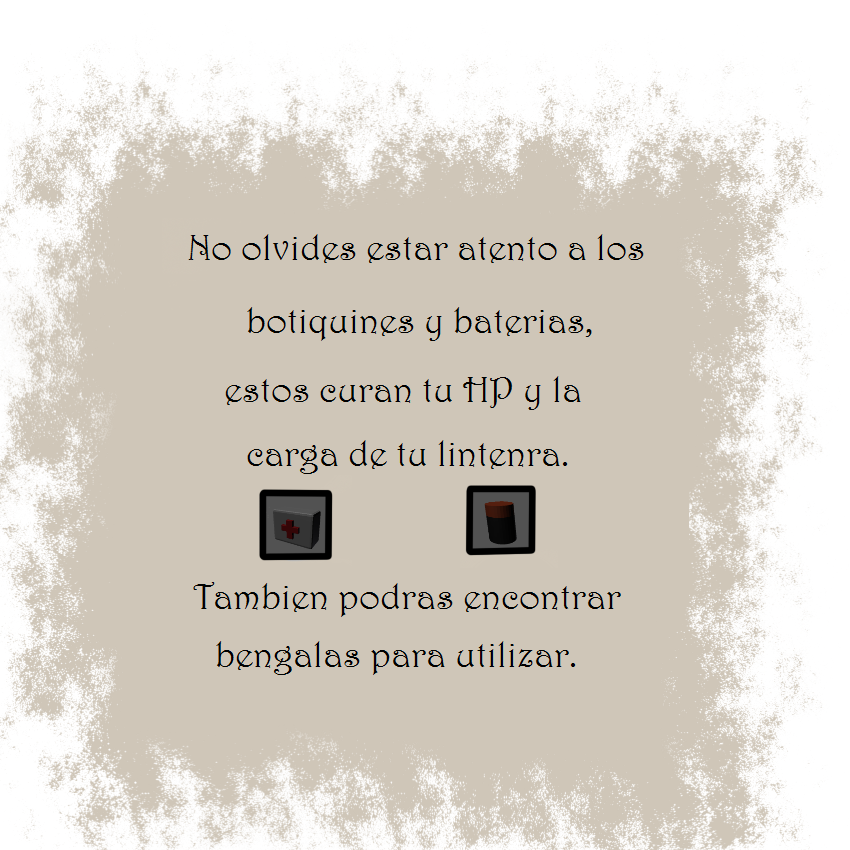 No olvides estar atento a los
botiquines y baterias,
estos curan tu HP y la
carga de tu lintenra.
Tambien podras encontrar
bengalas para utilizar.